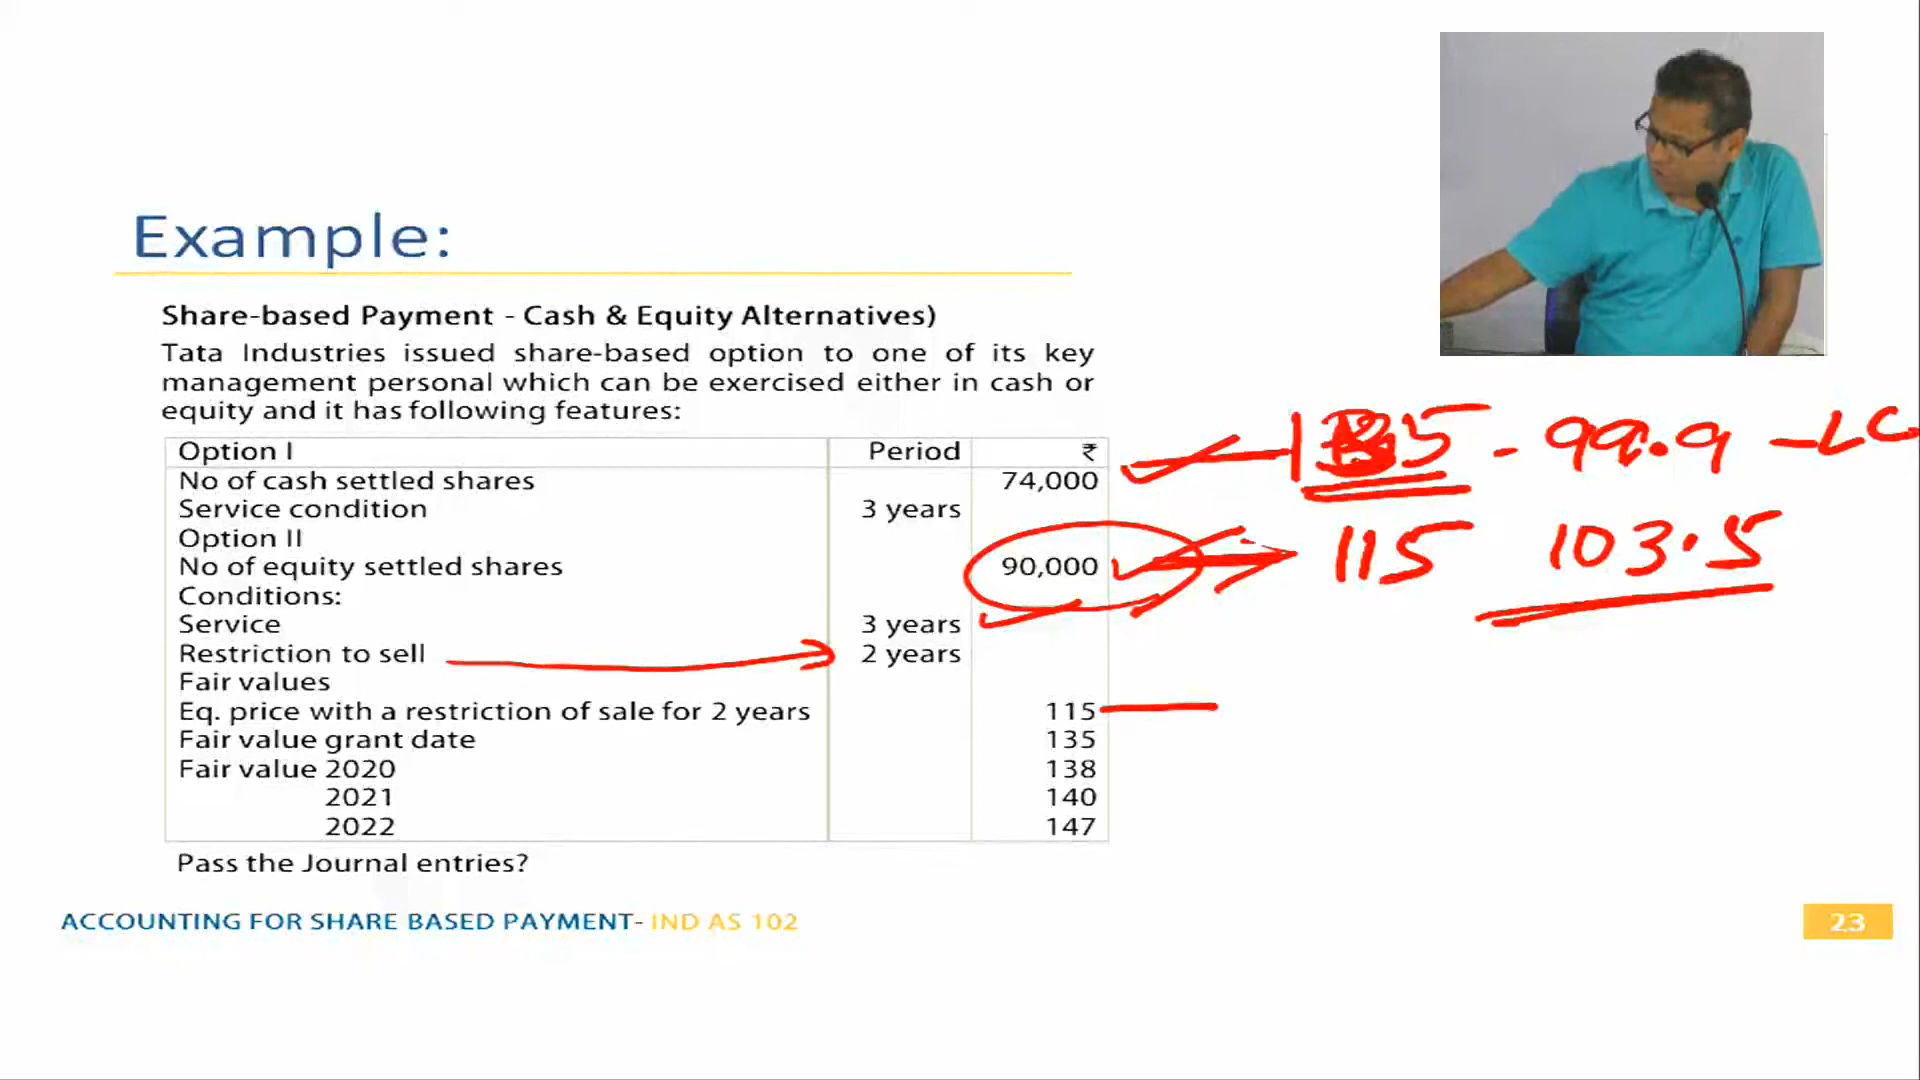 Example:
Share-based Payment - Cash & Equity Alternatives)
Tata Industries issued share-based option to one of its key
management personal which can be exercised either in cash or
equity and it has following features:
Option I Period ₹
No of cash settled shares 74,000
Service condition 3 years
Option II
No of equity settled shares 90,000
Conditions:
Service 3 years
Restriction to sell 2 years
Fair values
Eq. price with a restriction of sale for 2 years 115
Fair value grant date 135
Fair value 2020 138
2021 140
2022 147
Pass the Journal entries?
135 - 99.9 - LC
115 103.5
ACCOUNTING FOR SHARE BASED PAYMENT- IND AS 102
23